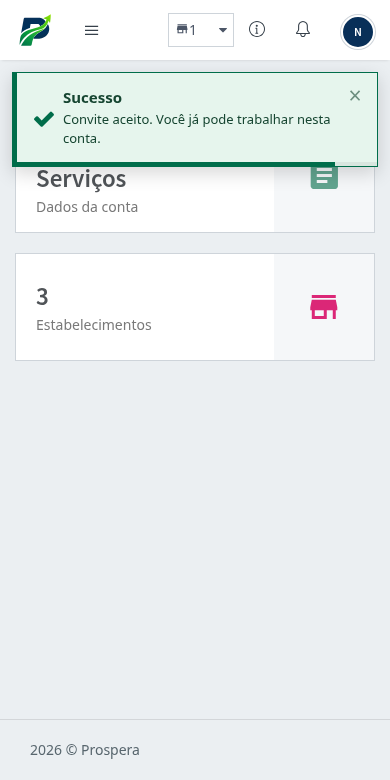 1
N
Sucesso
Convite aceito. Você já pode trabalhar nesta
conta.
Serviços
Dados da conta
3
Estabelecimentos
2026 © Prospera